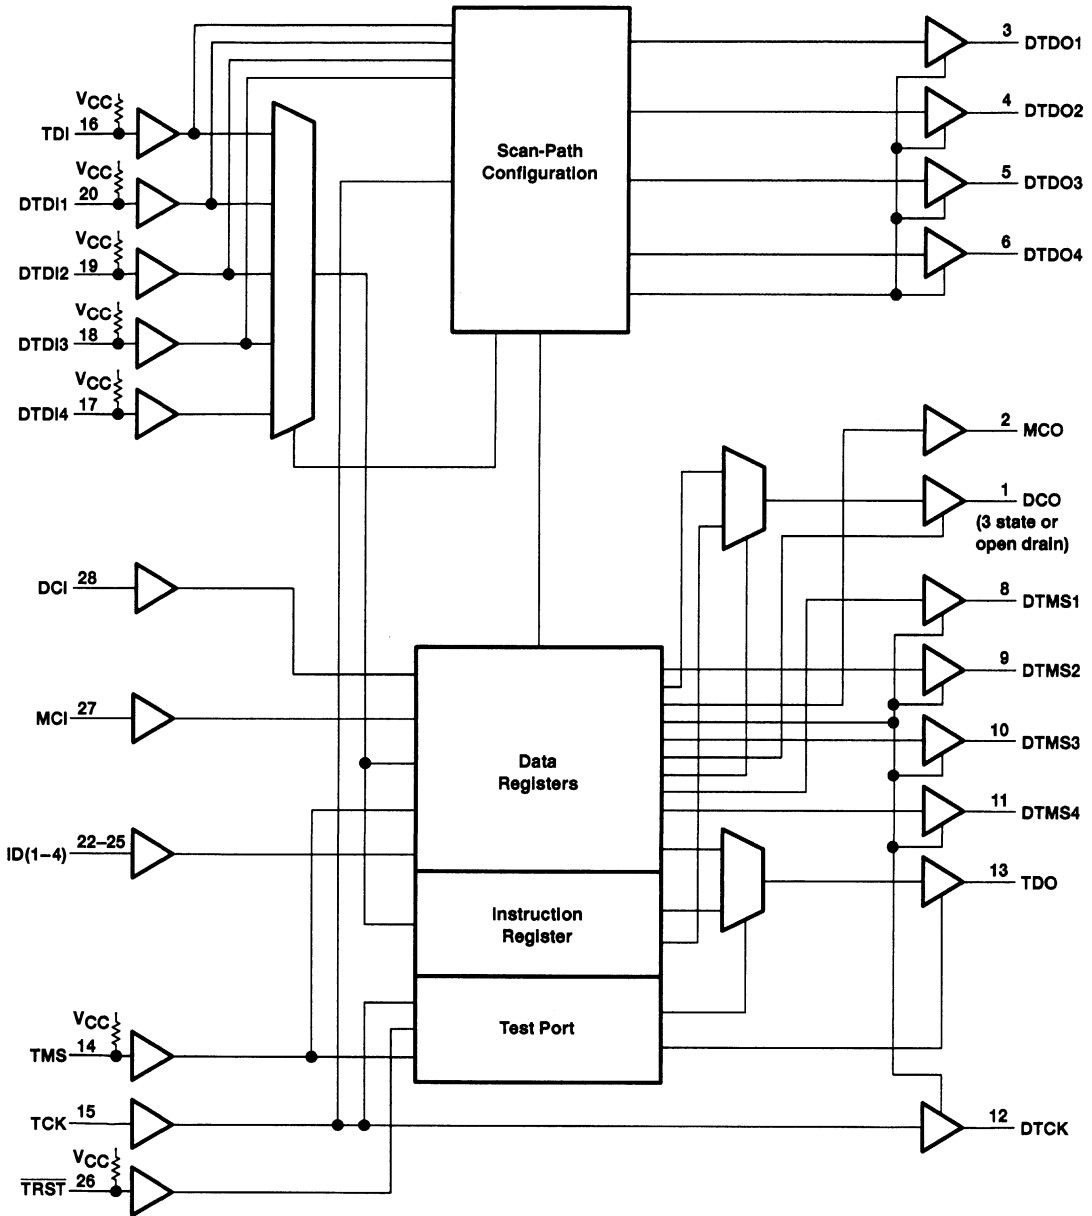 3
DTDO1
VCC
16
TDI
4
DTDO2
Scan-Path
Configuration
VCC
20
DTDI1
5
DTDO3
VCC
19
DTDI2
6
DTDO4
VCC
18
DTDI3
VCC
17
DTDI4
2
MCO
1
DCO
(3 state or
open drain)
28
DCI
8
DTMS1
9
DTMS2
27
MCI
10
DTMS3
Data
Registers
11
DTMS4
22–25
ID(1–4)
13
TDO
Instruction
Register
VCC
14
TMS
Test Port
15
TCK
12
DTCK
VCC
26
TRST